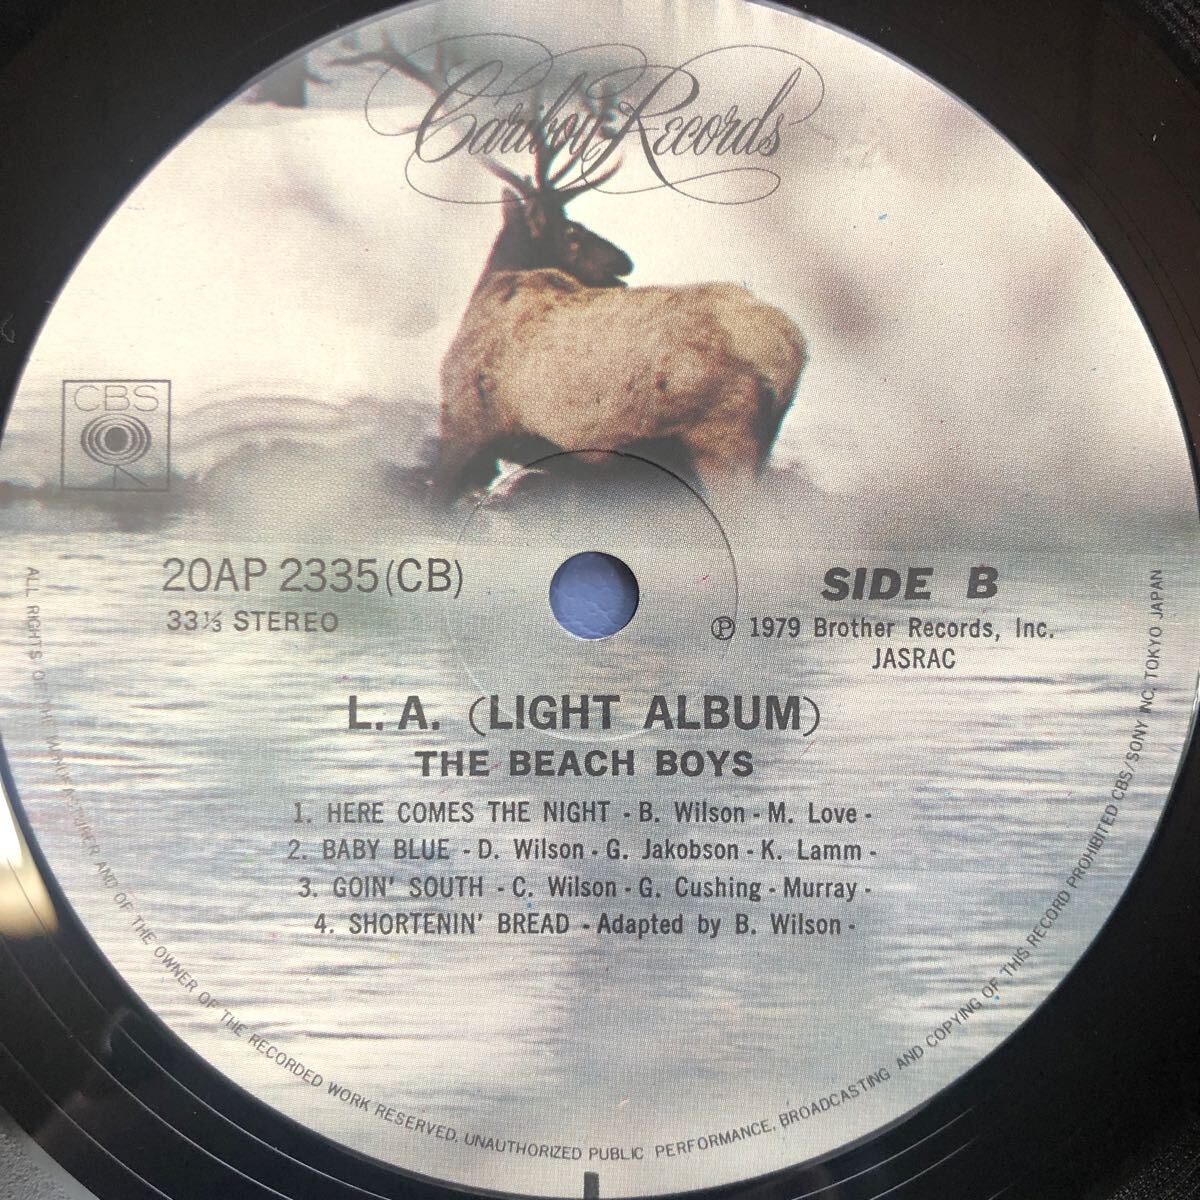 Caribou Records
CBS
20AP 2335(CB)
33⅓ STEREO
SIDE B
Ⓟ 1979 Brother Records, Inc.
JASRAC
L. A. (LIGHT ALBUM)
THE BEACH BOYS
1. HERE COMES THE NIGHT - B. Wilson - M. Love -
2. BABY BLUE - D. Wilson - G. Jakobson - K. Lamm -
3. GOIN' SOUTH - C. Wilson - G. Cushing - Murray -
4. SHORTENIN' BREAD - Adapted by B. Wilson -
ALL RIGHTS OF THE MANUFACTURER AND OF THE OWNER OF THE RECORDED WORK RESERVED. UNAUTHORIZED PUBLIC PERFORMANCE, BROADCASTING AND COPYING OF THIS RECORD PROHIBITED CBS/SONY INC, TOKYO JAPAN